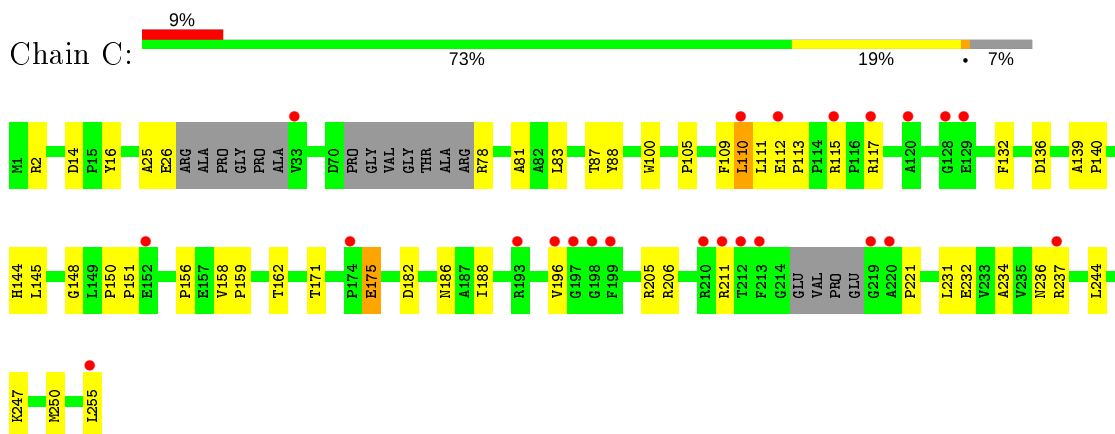 9%
Chain C:
73% 19% • 7%
M1 R2 D14 P15 Y16 A25 E26 ARG ALA PRO GLY PRO ALA V33 D70 PRO GLY VAL GLY THR ALA ARG R78 A81 A82 L83 T87 Y88 W100 P105 F109 L110 L111 E112 P113 P114 R115 P116 R117 A120 G128 E129 F132 D136 A139 P140
H144 L145 G148 L149 P150 P151 E152 P156 E157 V158 P159 T162 T171 P174 E175 D182 N186 A187 I188 R193 V196 G197 G198 F199 R205 R206 R210 R211 T212 F213 G214 GLU VAL PRO GLU G219 A220 P221 L231 E232 V233 A234 V235 N236 R237 L244
K247 M250 L255